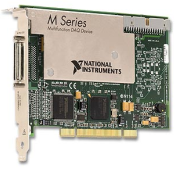 M Series
Multifunction DAQ Device
NATIONAL
INSTRUMENTS